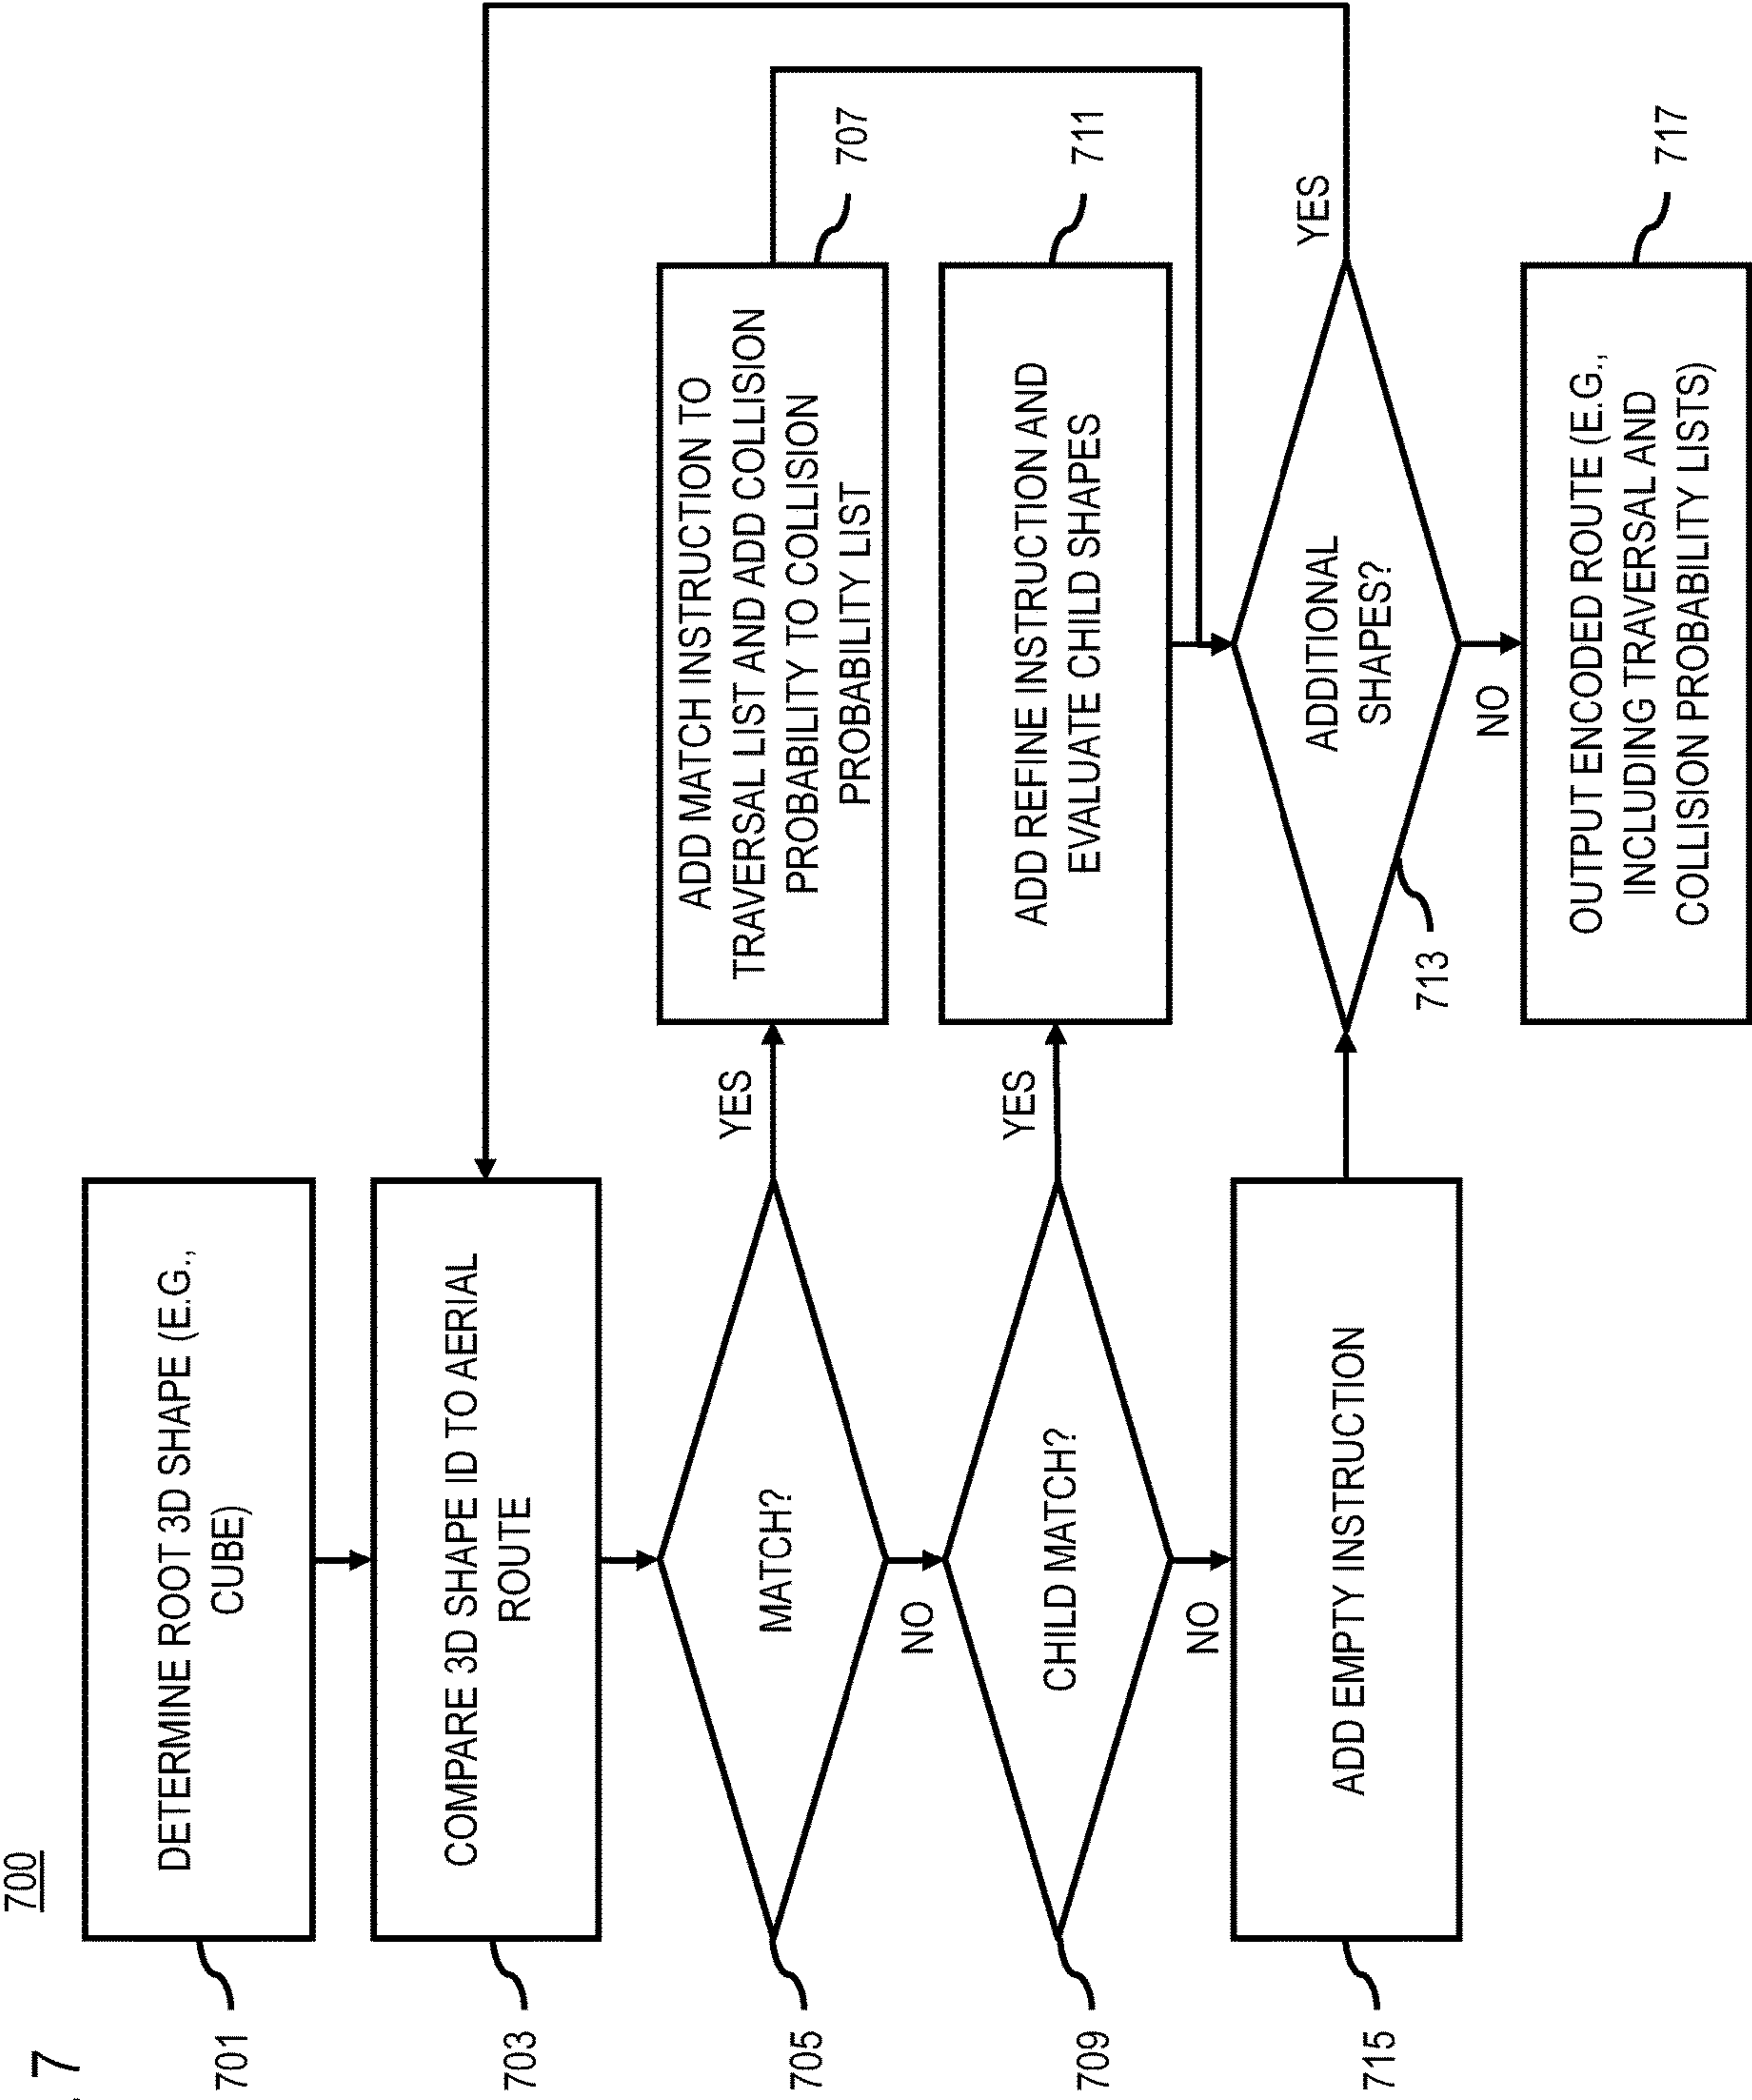 . 7
700
701
DETERMINE ROOT 3D SHAPE (E.G.,
CUBE)
703
COMPARE 3D SHAPE ID TO AERIAL
ROUTE
705
MATCH?
YES
NO
707
ADD MATCH INSTRUCTION TO
TRAVERSAL LIST AND ADD COLLISION
PROBABILITY TO COLLISION
PROBABILITY LIST
709
CHILD MATCH?
YES
NO
711
ADD REFINE INSTRUCTION AND
EVALUATE CHILD SHAPES
715
ADD EMPTY INSTRUCTION
713
ADDITIONAL
SHAPES?
YES
NO
717
OUTPUT ENCODED ROUTE (E.G.,
INCLUDING TRAVERSAL AND
COLLISION PROBABILITY LISTS)